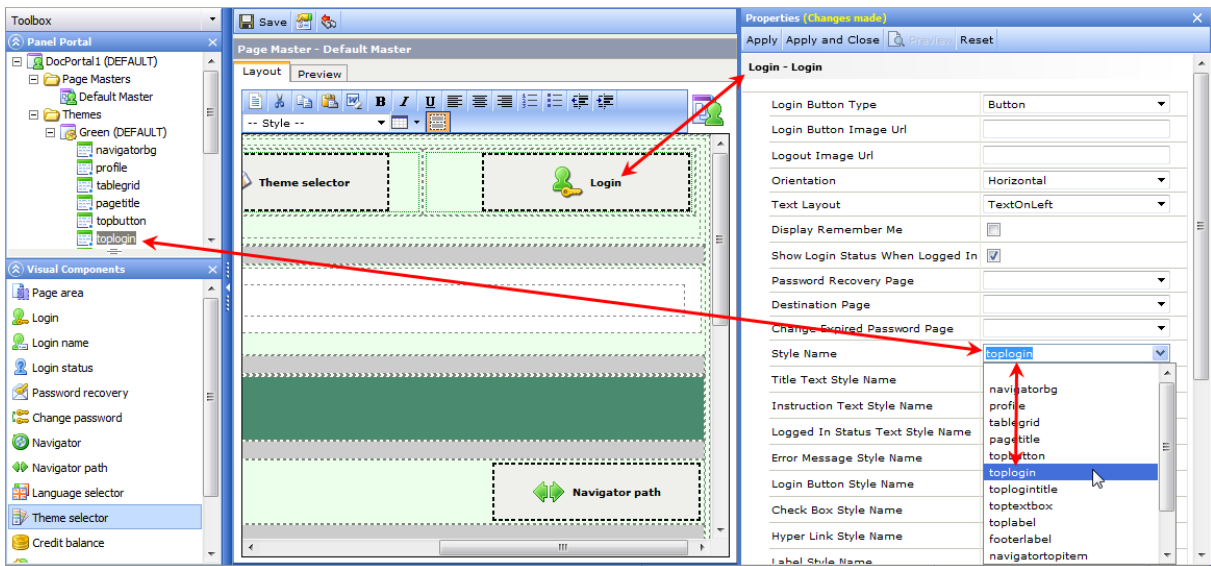 Toolbox
Panel Portal
DocPortal1 (DEFAULT)
Page Masters
Default Master
Themes
Green (DEFAULT)
navigatorbg
profile
tablegrid
pagetitle
topbutton
toplogin
Visual Components
Page area
Login
Login name
Login status
Password recovery
Change password
Navigator
Navigator path
Language selector
Theme selector
Credit balance
Save
Page Master - Default Master
Layout Preview
B I U
-- Style --
Theme selector
Login
Navigator path
Properties (Changes made)
Apply Apply and Close Preview Reset
Login - Login
Login Button Type Button
Login Button Image Url
Logout Image Url
Orientation Horizontal
Text Layout TextOnLeft
Display Remember Me
Show Login Status When Logged In
Password Recovery Page
Destination Page
Change Expired Password Page
Style Name toplogin
Title Text Style Name
Instruction Text Style Name
Logged In Status Text Style Name
Error Message Style Name
Login Button Style Name
Check Box Style Name
Hyper Link Style Name
Label Style Name
navigatorbg
profile
tablegrid
pagetitle
topbutton
toplogin
toplogintitle
toptextbox
toplabel
footerlabel
navigatortopitem